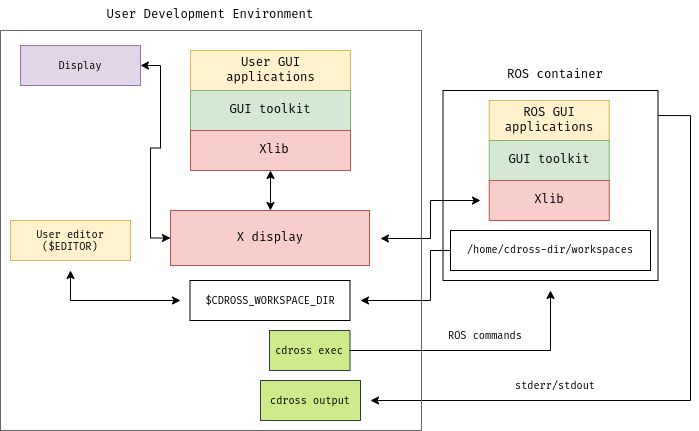 User Development Environment
Display
User GUI
applications
GUI toolkit
Xlib
ROS container
ROS GUI
applications
GUI toolkit
Xlib
User editor
($EDITOR)
X display
/home/cdross-dir/workspaces
$CDROSS_WORKSPACE_DIR
cdross exec
ROS commands
cdross output
stderr/stdout